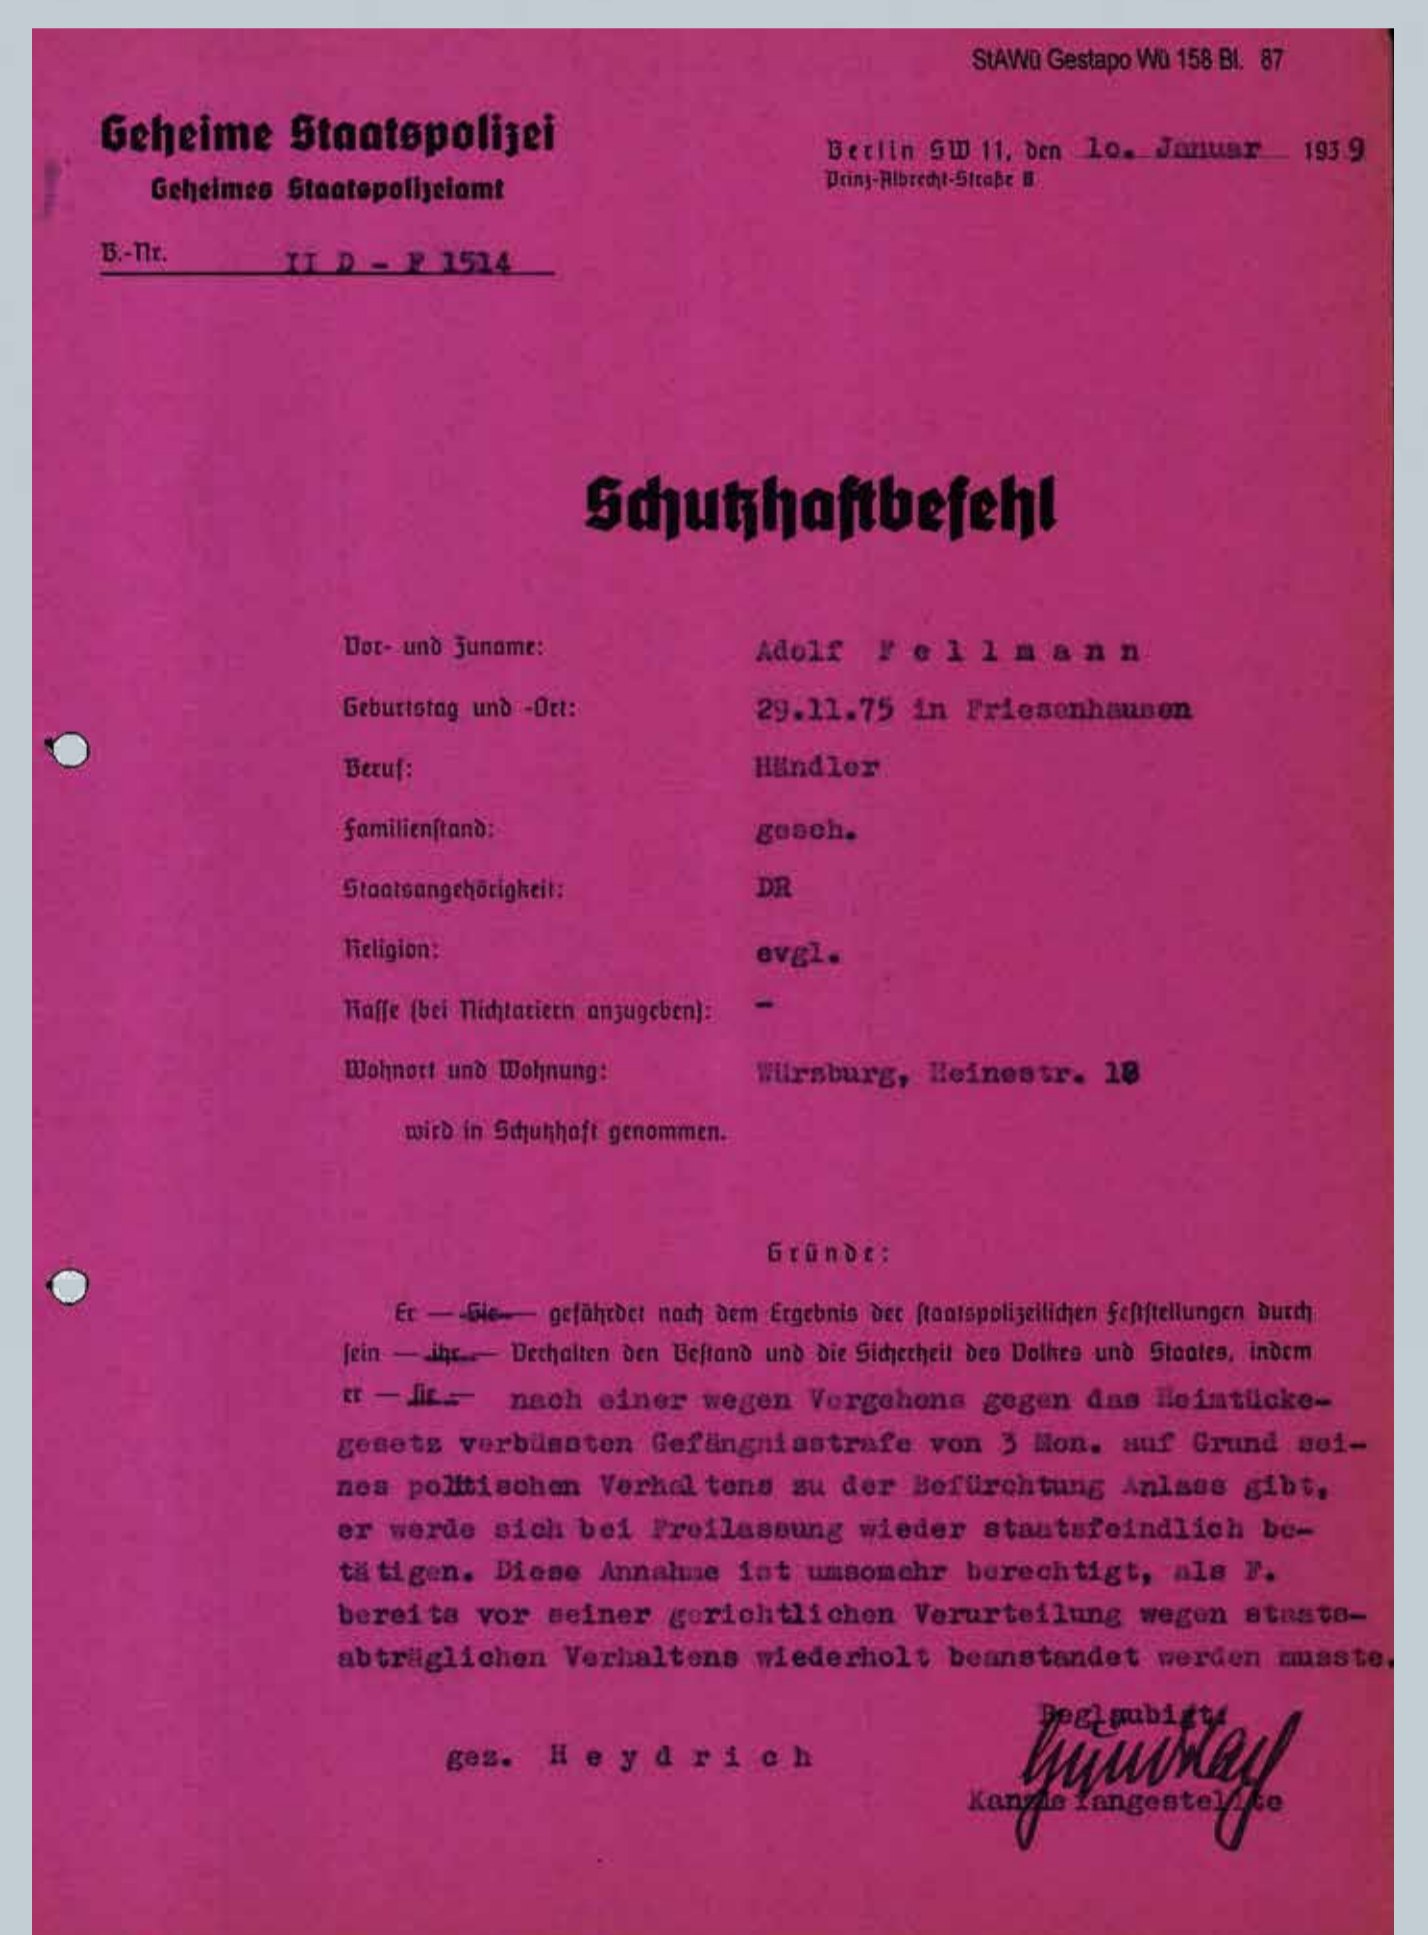 StAWü Gestapo Wü 158 Bl. 87
Geheime Staatspolizei
Geheimes Staatspolizeiamt
Berlin SW 11, den 10. Januar 1939
Prinz-Albrecht-Straße 8
B.-Nr. II D - F 1514
Schutzhaftbefehl
Vor- und Zuname: Adolf Fellmann
Geburtstag und -Ort: 29.11.75 in Friesenhausen
Beruf: Händler
Familienstand: gesch.
Staatsangehörigkeit: DR
Religion: evgl.
Rasse (bei Nichtariern anzugeben): -
Wohnort und Wohnung: Würzburg, Heinestr. 18
wird in Schutzhaft genommen.
Gründe:
Er — Sie — gefährdet nach dem Ergebnis der staatspolizeilichen Feststellungen durch
sein — ihr — Verhalten den Bestand und die Sicherheit des Volkes und Staates, indem
er — sie — nach einer wegen Vergehens gegen das Heimtücke-
gesetz verbüssten Gefängnisstrafe von 3 Mon. auf Grund sei-
nes politischen Verhaltens zu der Befürchtung Anlass gibt,
er werde sich bei Freilassung wieder staatsfeindlich be-
tätigen. Diese Annahme ist umsomehr berechtigt, als F.
bereits vor seiner gerichtlichen Verurteilung wegen staats-
abträglichen Verhaltens wiederholt beanstandet werden musste.
gez. Heydrich
Beglaubigt:
Kanzleiangestellte